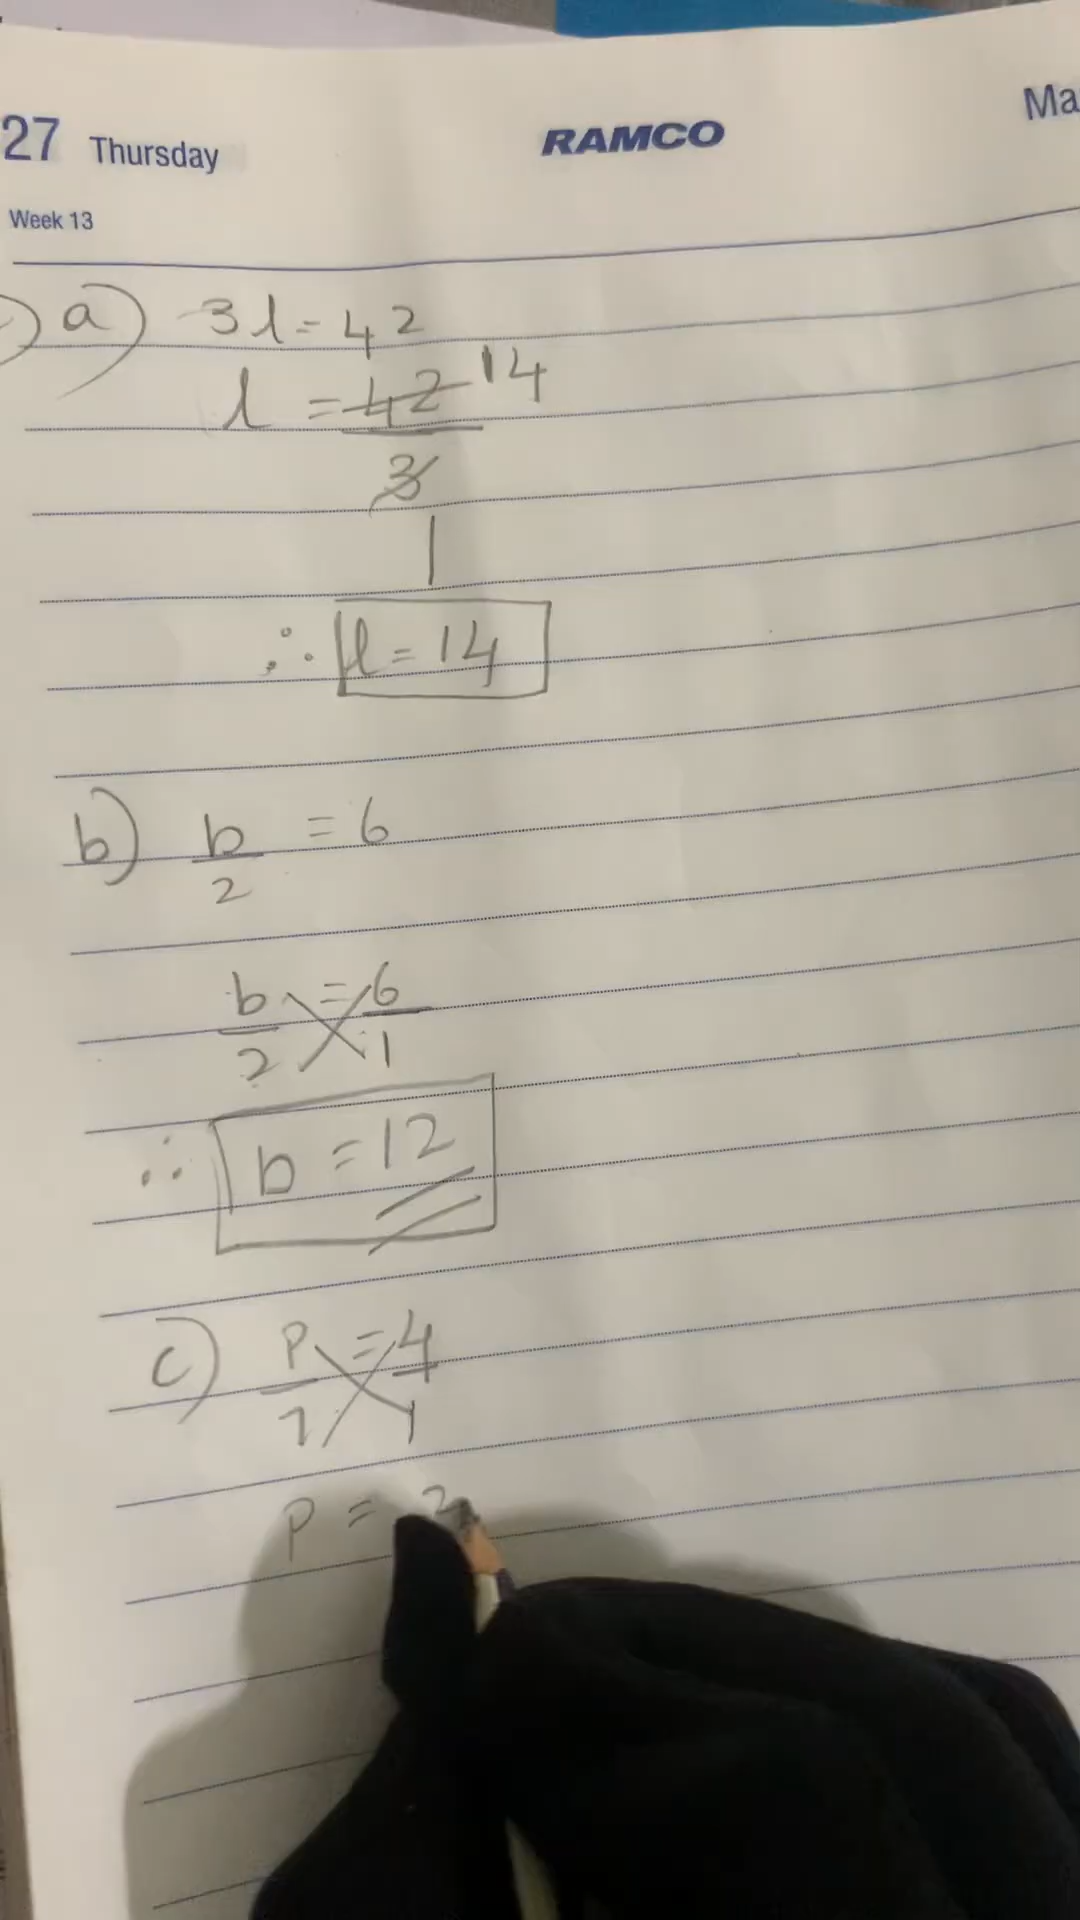 27 Thursday RAMCO Ma
Week 13
a) 3l = 42
l = 42 14
3
1
∴ l = 14
b) b = 6
2
b = 6
2 1
∴ b = 12
c) P = 4
7 1
P = 2